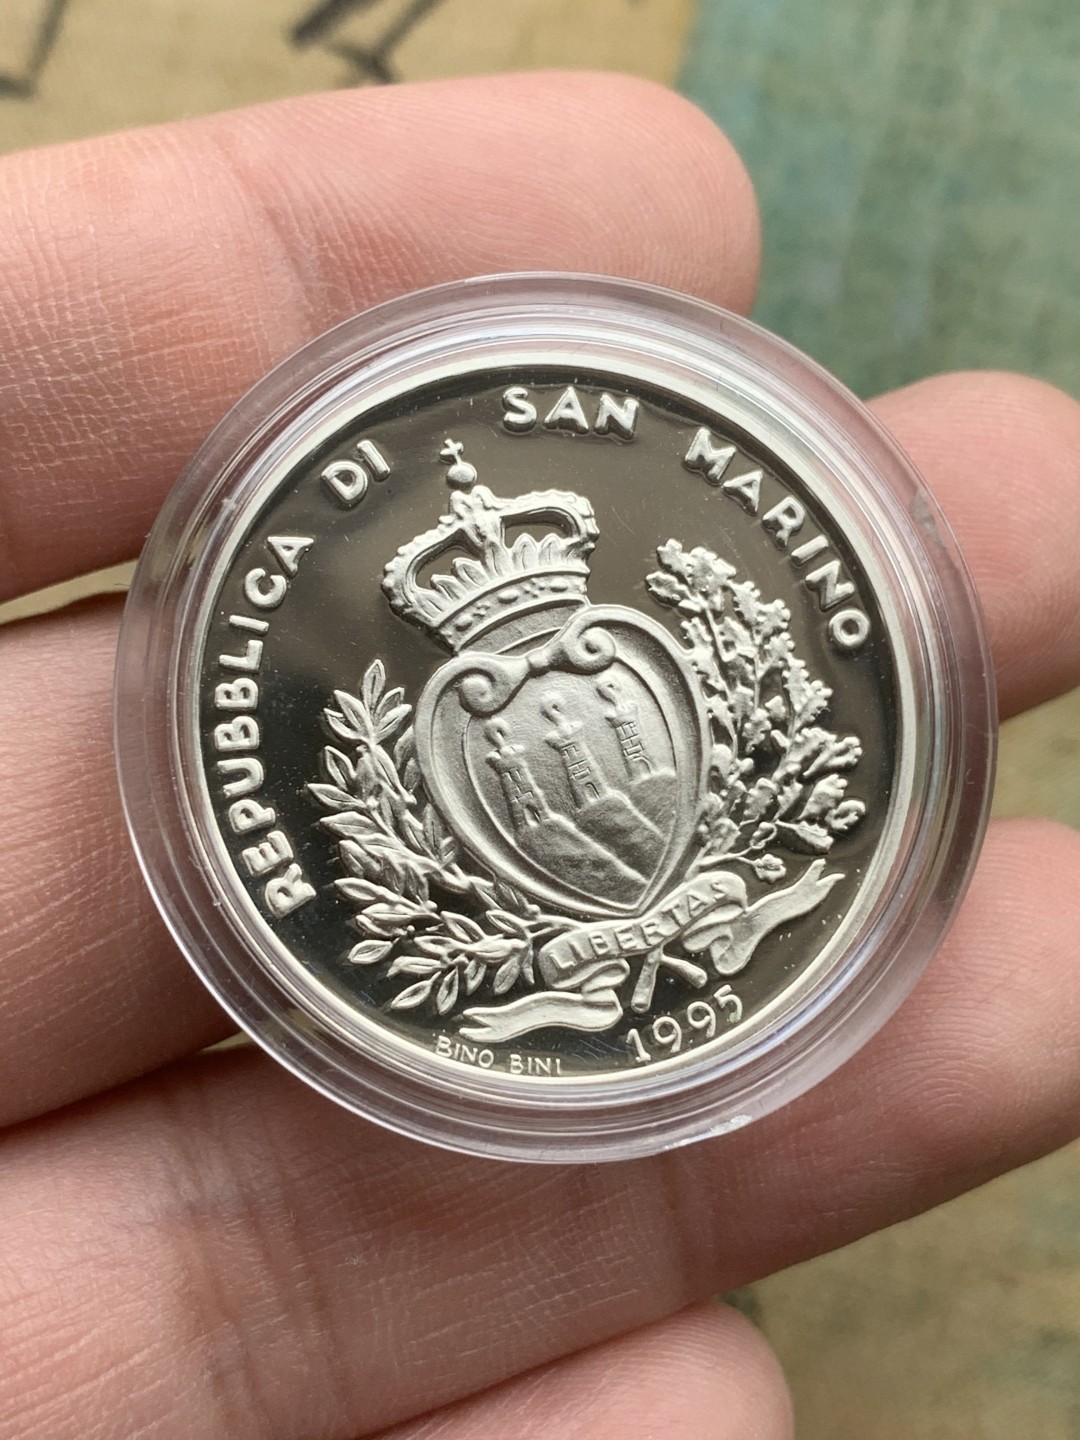 REPUBBLICA DI SAN MARINO
LIBERTAS
1995
BINO BINI